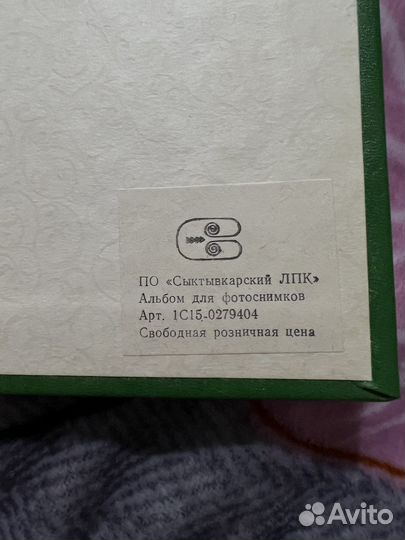 ПО «Сыктывкарский ЛПК»
Альбом для фотоснимков
Арт. 1С15-0279404
Свободная розничная цена
Avito